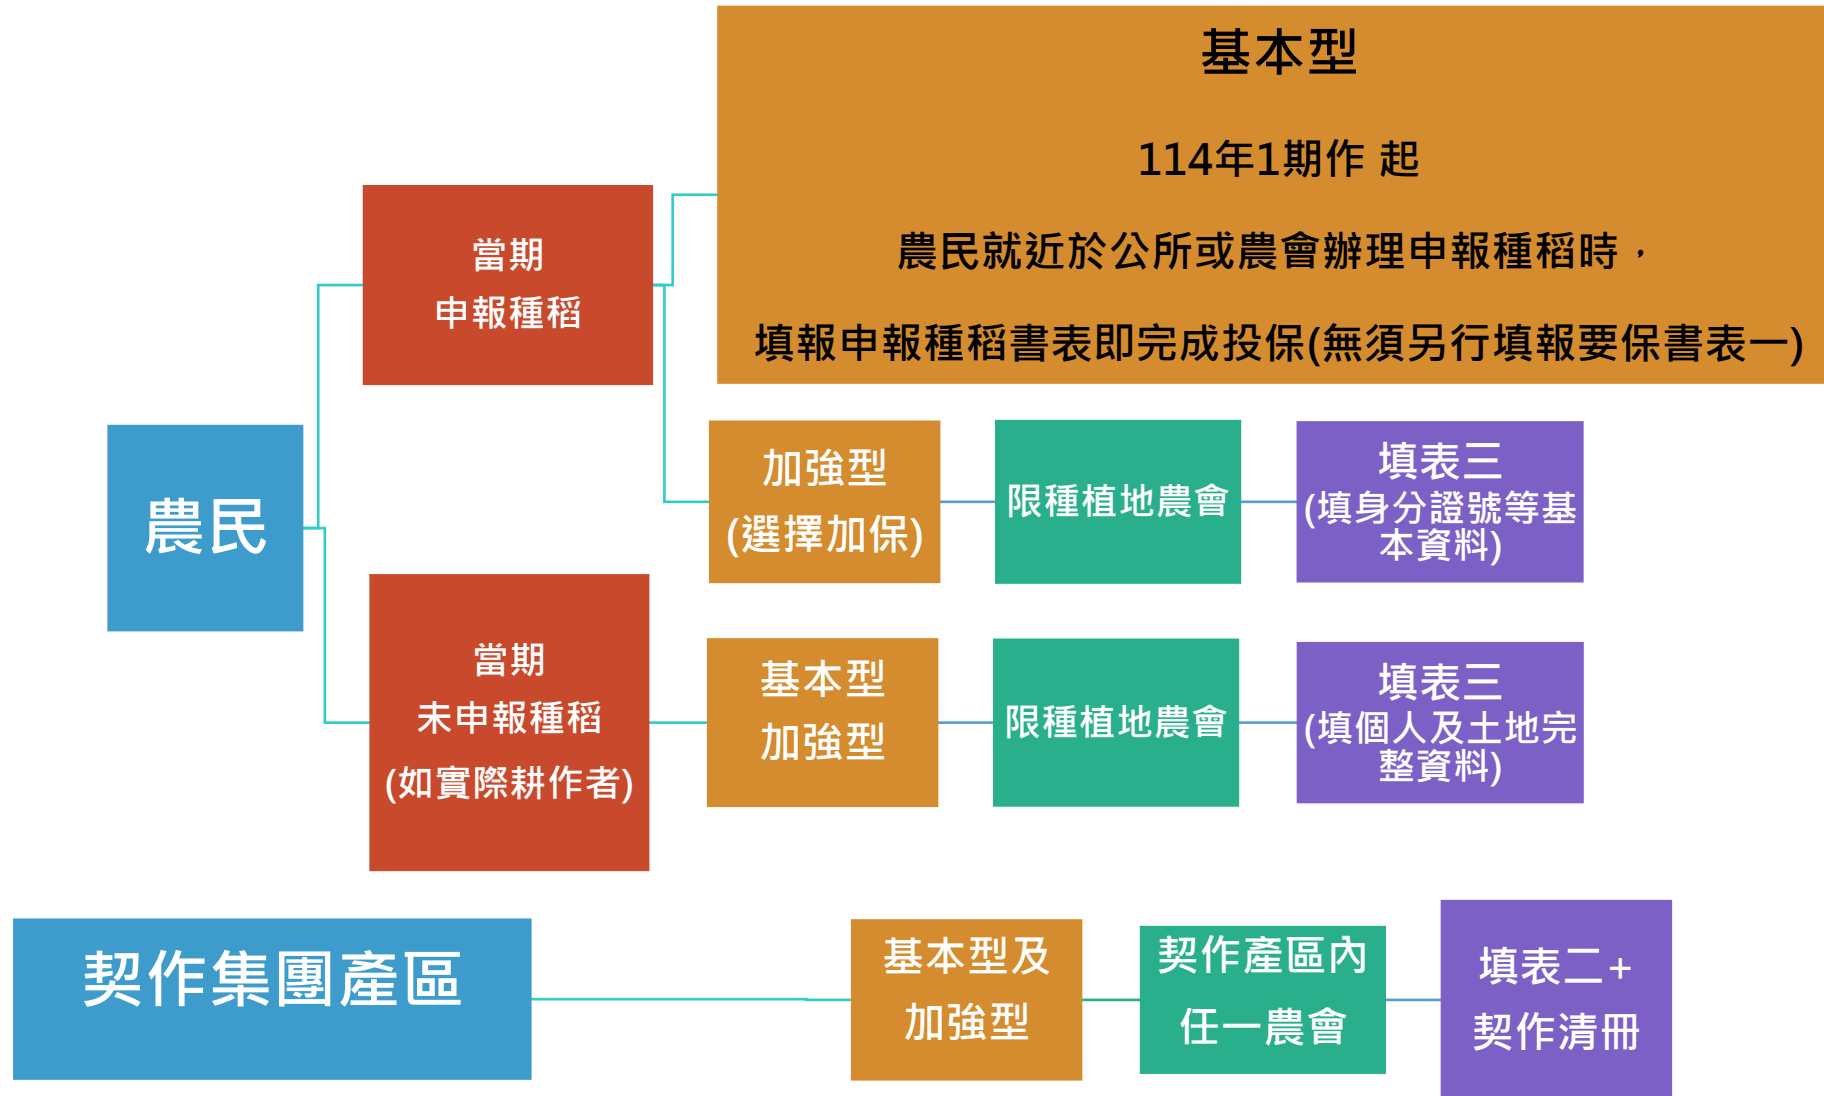 基本型
114年1期作 起
農民就近於公所或農會辦理申報種稻時，
填報申報種稻書表即完成投保(無須另行填報要保書表一)
當期
申報種稻
農民
加強型
(選擇加保)
限種植地農會
填表三
(填身分證號等基
本資料)
當期
未申報種稻
(如實際耕作者)
基本型
加強型
限種植地農會
填表三
(填個人及土地完
整資料)
契作集團產區
基本型及
加強型
契作產區內
任一農會
填表二+
契作清冊